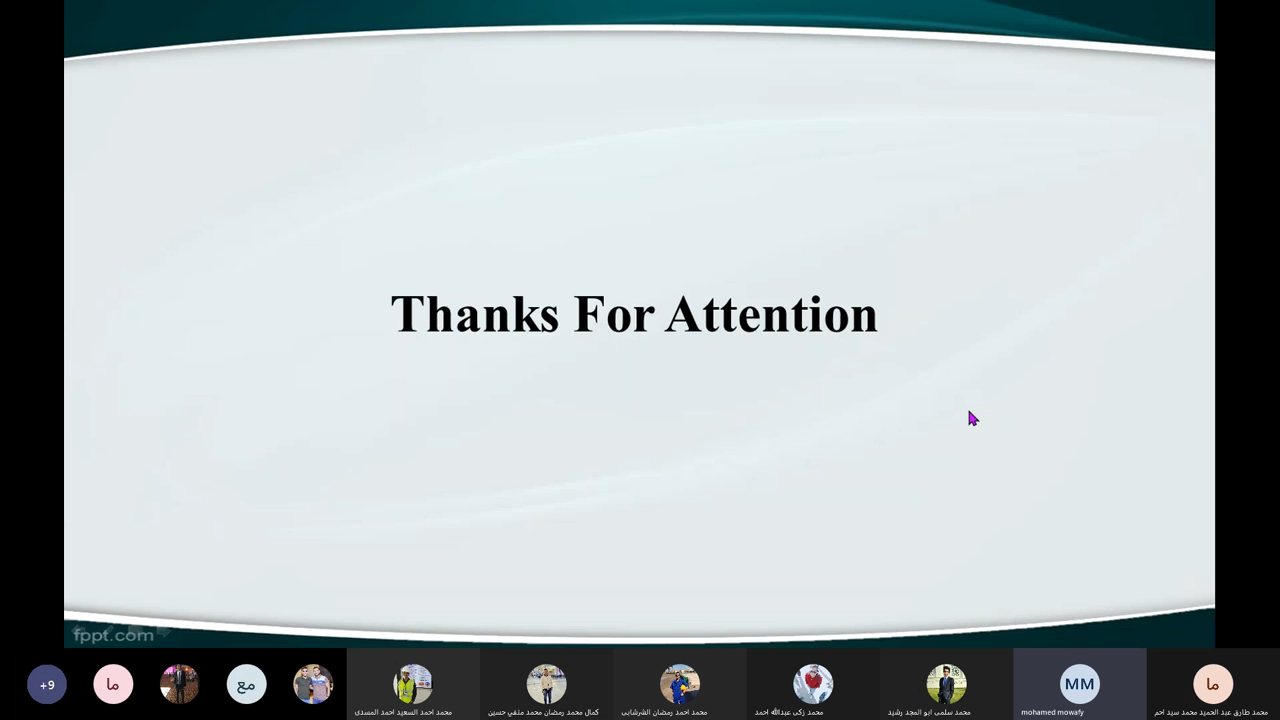 Thanks For Attention
fppt.com
+9
ما
مع
محمد احمد السعيد احمد المسدى
كمال محمد رمضان محمد متقي حسين
محمد احمد رمضان الشرشابى
محمد زكى عبدالله احمد
محمد سلمى ابو المجد رشيد
MM
mohamed mowafy
ما
محمد طارق عبد الحميد محمد سيد احم